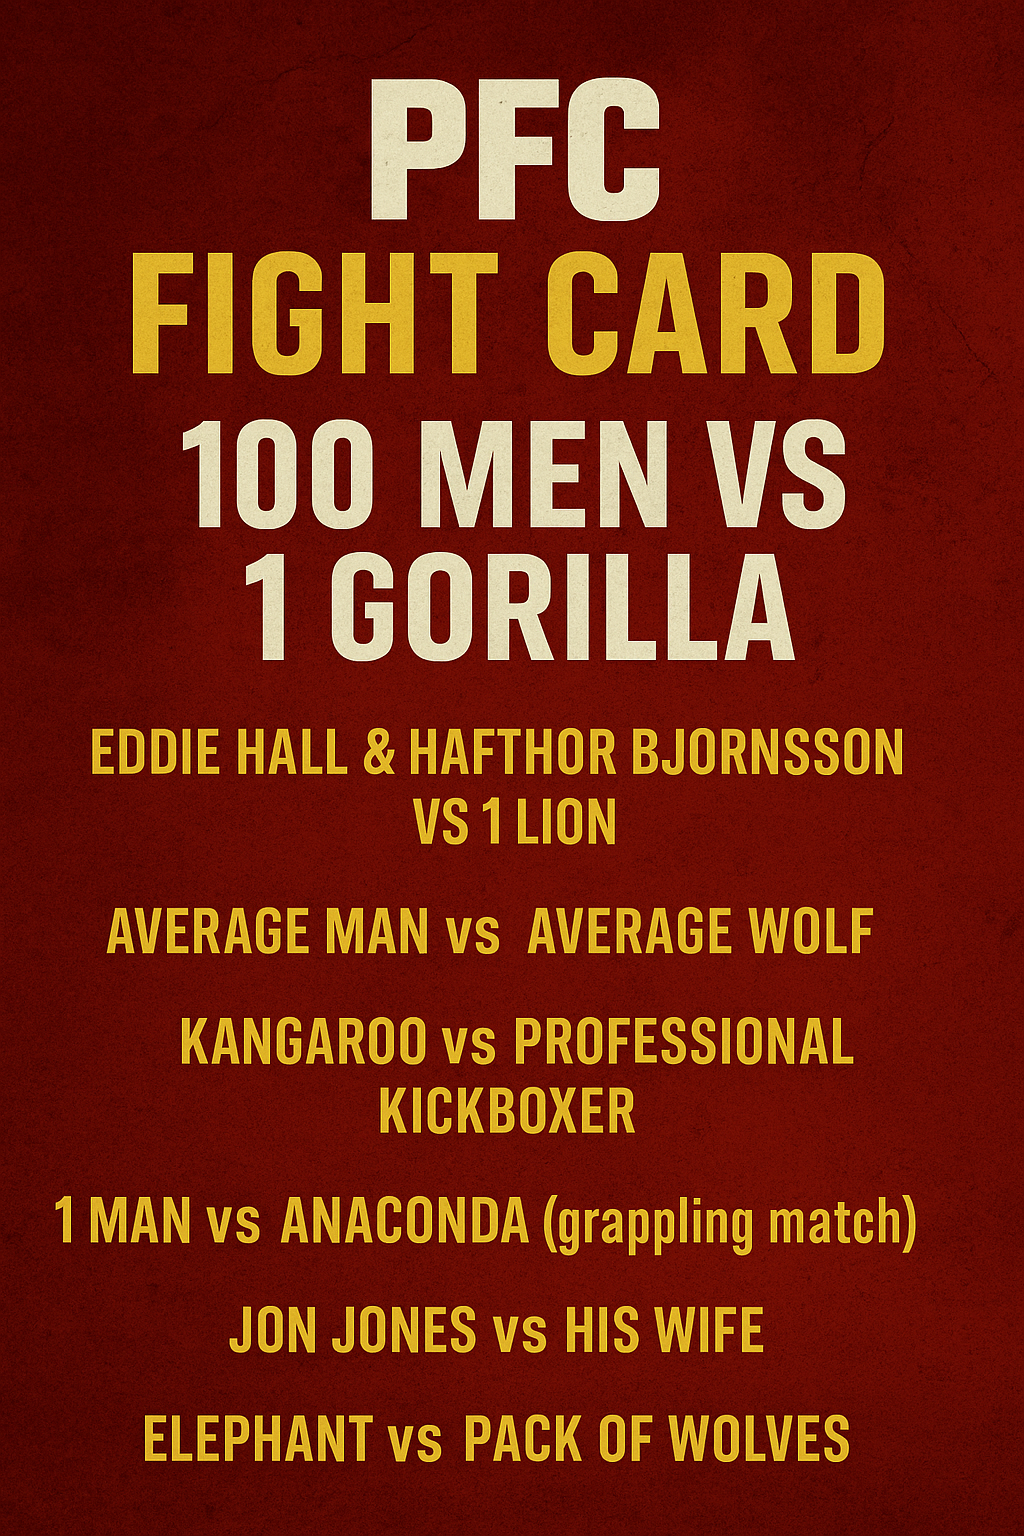 PFC
FIGHT CARD
100 MEN VS
1 GORILLA
EDDIE HALL & HAFTHOR BJORNSSON
VS 1 LION
AVERAGE MAN vs AVERAGE WOLF
KANGAROO vs PROFESSIONAL
KICKBOXER
1 MAN vs ANACONDA (grappling match)
JON JONES vs HIS WIFE
ELEPHANT vs PACK OF WOLVES